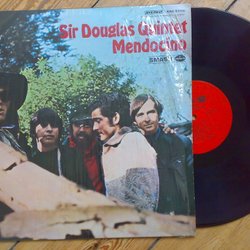 Sir Douglas Quintet
Mendocino
SMASH